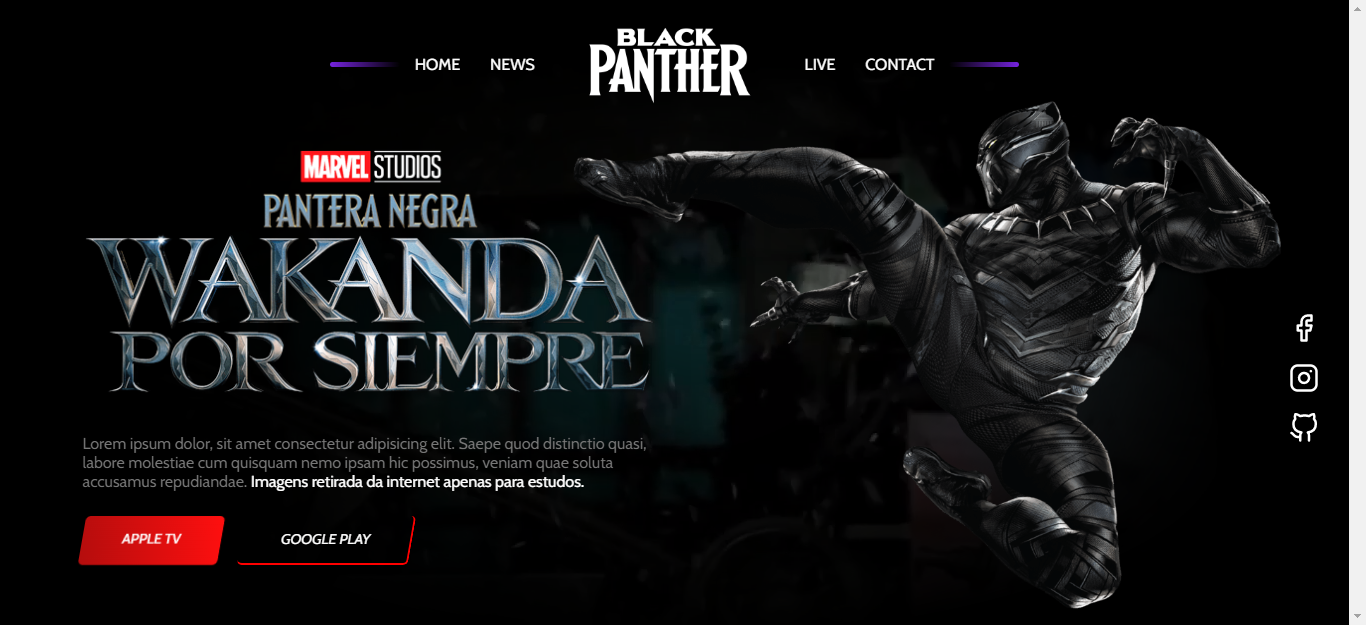 HOME NEWS BLACK PANTHER LIVE CONTACT
MARVEL STUDIOS
PANTERA NEGRA
WAKANDA
POR SIEMPRE
Lorem ipsum dolor, sit amet consectetur adipisicing elit. Saepe quod distinctio quasi,
labore molestiae cum quisquam nemo ipsam hic possimus, veniam quae soluta
accusamus repudiandae. Imagens retirada da internet apenas para estudos.
APPLE TV GOOGLE PLAY